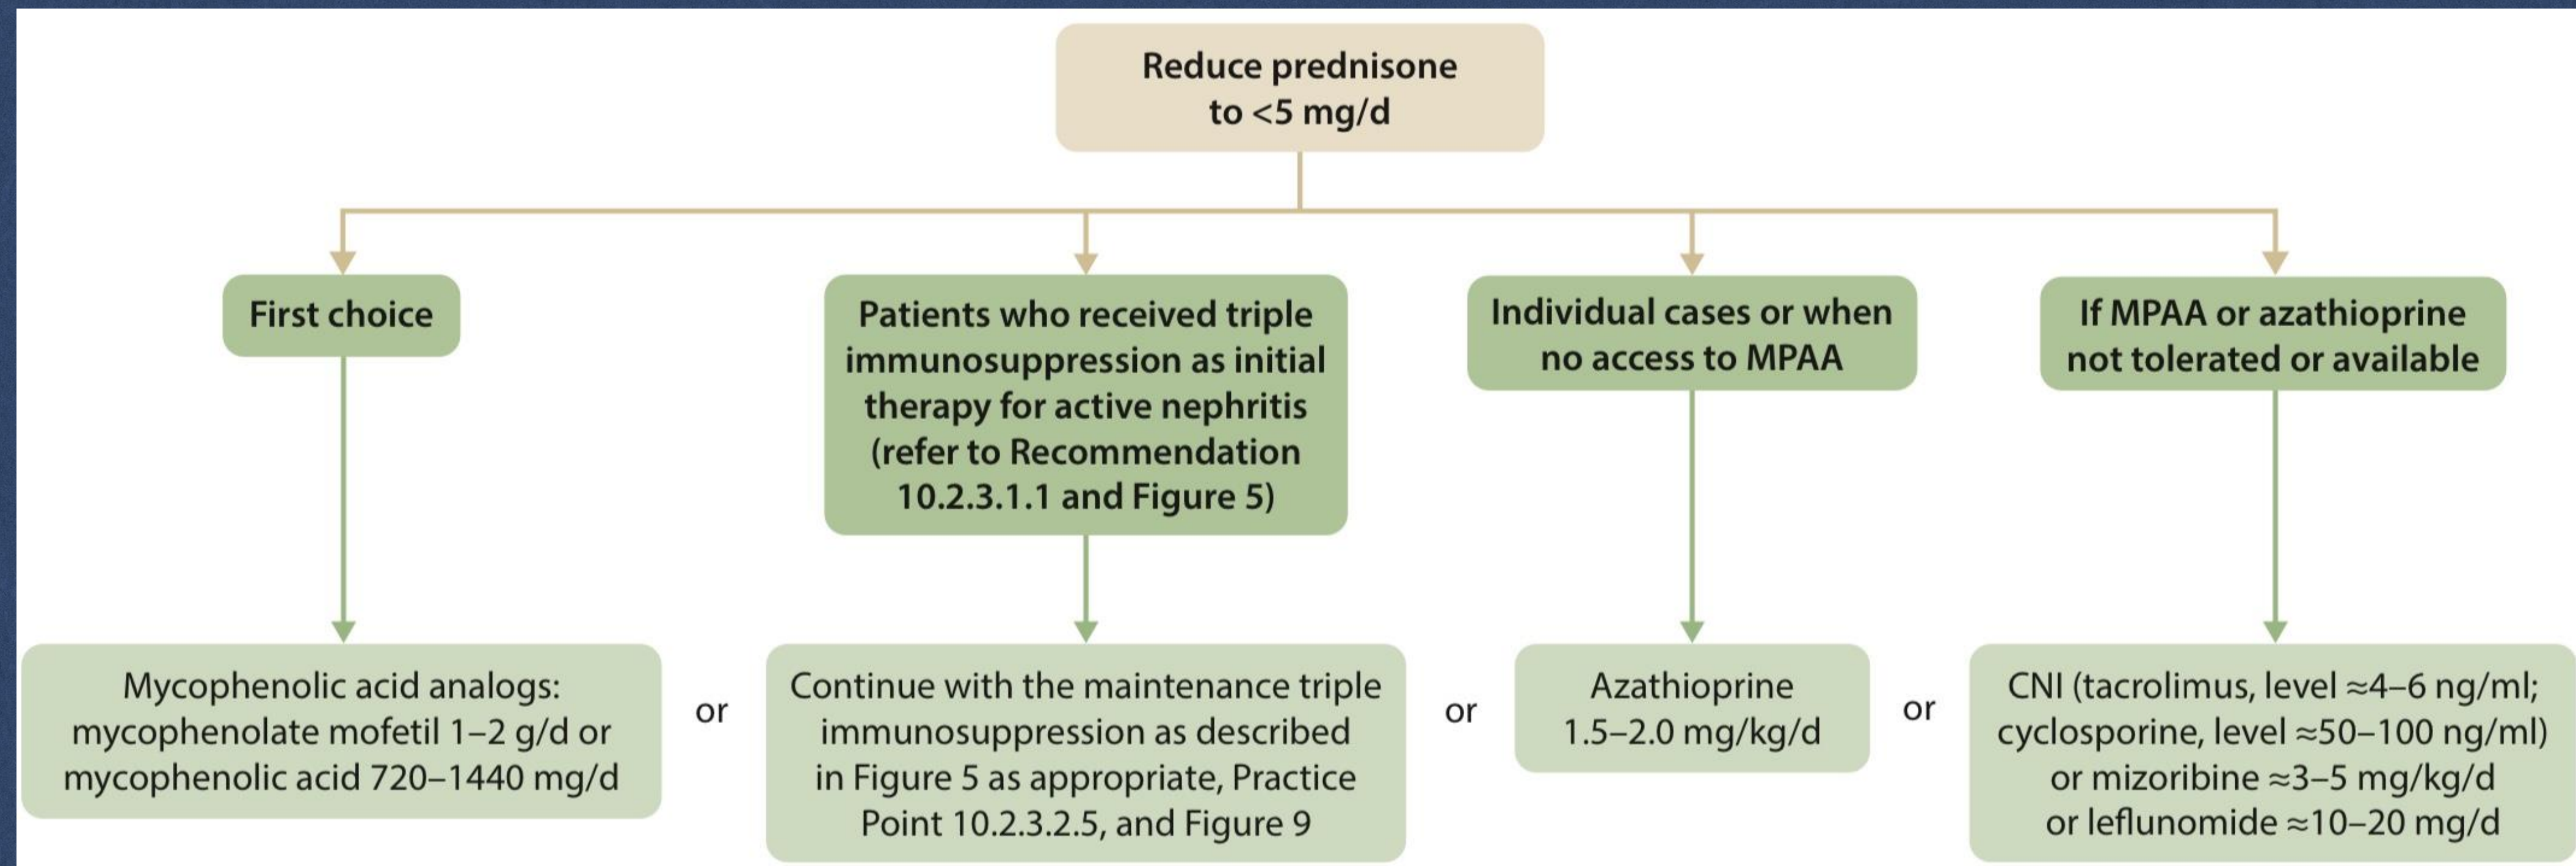 Reduce prednisone
to <5 mg/d
First choice
Patients who received triple
immunosuppression as initial
therapy for active nephritis
(refer to Recommendation
10.2.3.1.1 and Figure 5)
Individual cases or when
no access to MPAA
If MPAA or azathioprine
not tolerated or available
Mycophenolic acid analogs:
mycophenolate mofetil 1–2 g/d or
mycophenolic acid 720–1440 mg/d
or
Continue with the maintenance triple
immunosuppression as described
in Figure 5 as appropriate, Practice
Point 10.2.3.2.5, and Figure 9
or
Azathioprine
1.5–2.0 mg/kg/d
or
CNI (tacrolimus, level ≈4–6 ng/ml;
cyclosporine, level ≈50–100 ng/ml)
or mizoribine ≈3–5 mg/kg/d
or leflunomide ≈10–20 mg/d